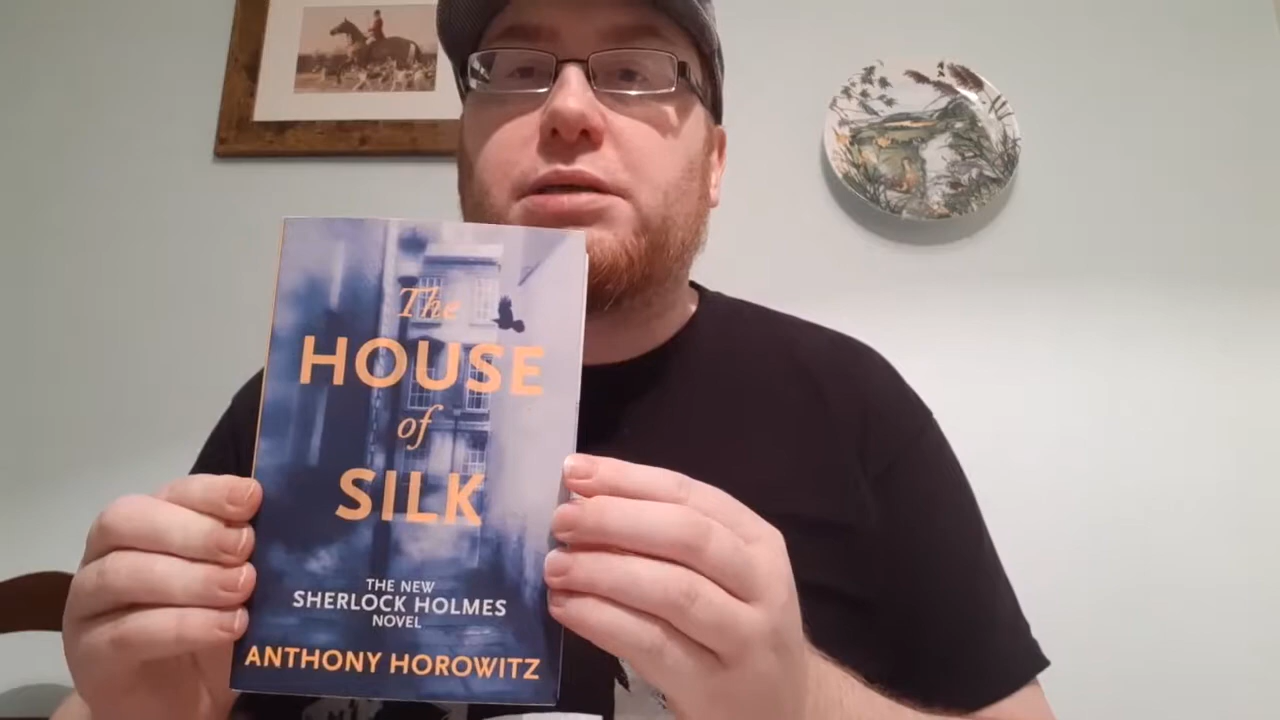 The
HOUSE
of
SILK
THE NEW
SHERLOCK HOLMES
NOVEL
ANTHONY HOROWITZ